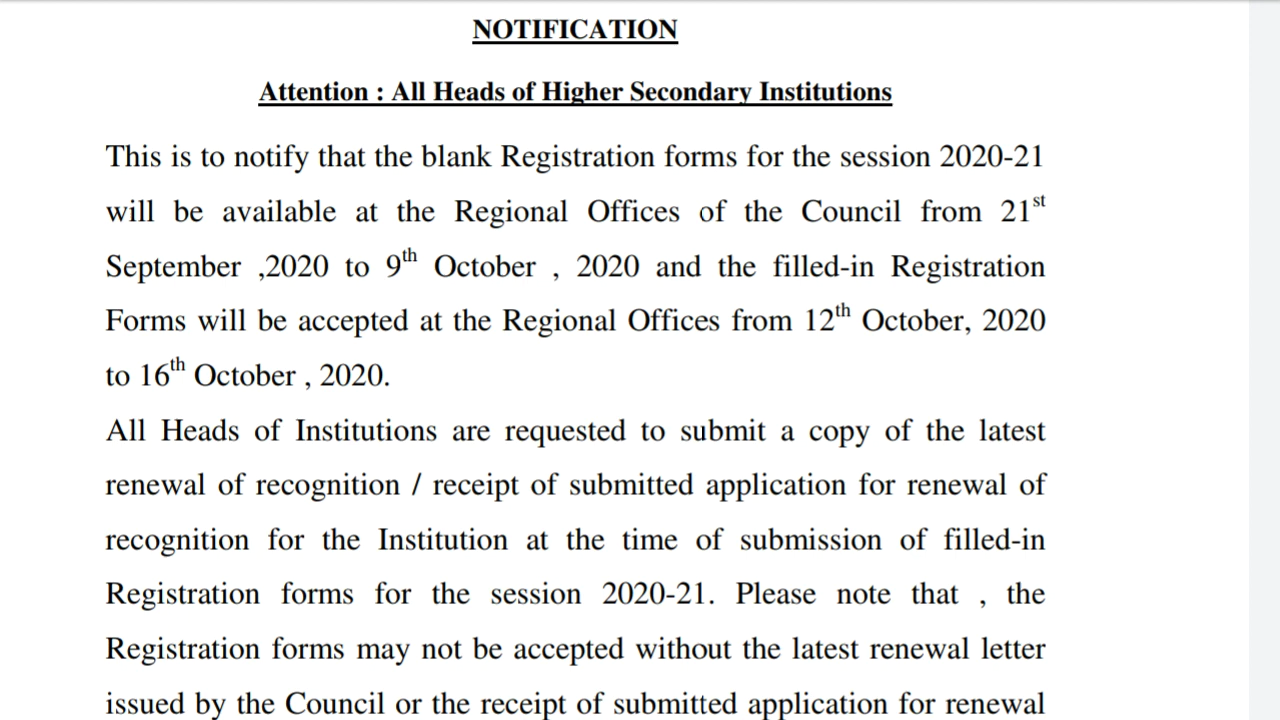 NOTIFICATION
Attention : All Heads of Higher Secondary Institutions
This is to notify that the blank Registration forms for the session 2020-21
will be available at the Regional Offices of the Council from 21st
September ,2020 to 9th October , 2020 and the filled-in Registration
Forms will be accepted at the Regional Offices from 12th October, 2020
to 16th October , 2020.
All Heads of Institutions are requested to submit a copy of the latest
renewal of recognition / receipt of submitted application for renewal of
recognition for the Institution at the time of submission of filled-in
Registration forms for the session 2020-21. Please note that , the
Registration forms may not be accepted without the latest renewal letter
issued by the Council or the receipt of submitted application for renewal